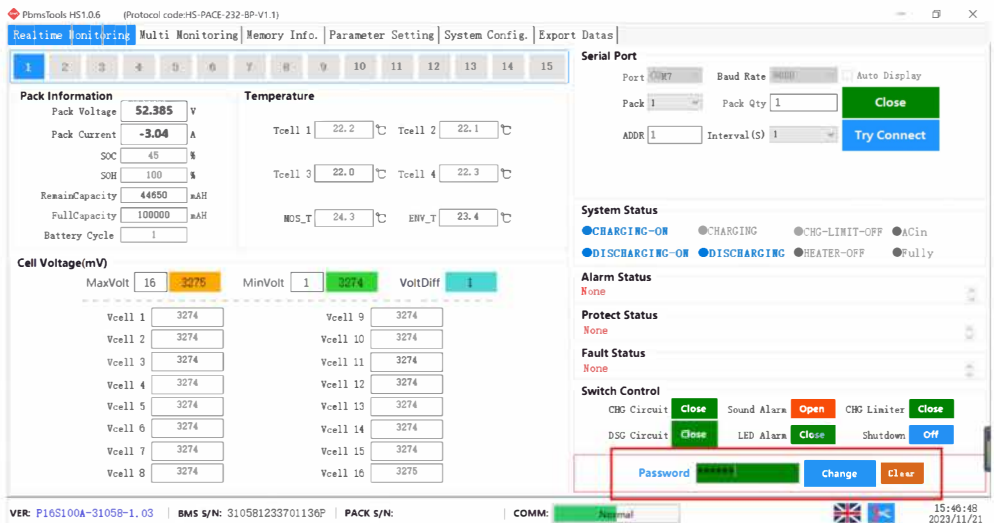 PbmsTools HS1.0.6 (Protocol code:HS-PACE-232-BP-V1.1)
Realtime Monitoring Multi Monitoring Memory Info. Parameter Setting System Config. Export Datas
1 2 3 4 5 6 7 8 9 10 11 12 13 14 15
Pack Information
Pack Voltage 52.385 V
Pack Current -3.04 A
SOC 45 %
SOH 100 %
RemainCapacity 44650 mAH
FullCapacity 100000 mAH
Battery Cycle 1
Temperature
Tcell 1 22.2 ℃ Tcell 2 22.1 ℃
Tcell 3 22.0 ℃ Tcell 4 22.3 ℃
MOS_T 24.3 ℃ ENV_T 23.4 ℃
Cell Voltage(mV)
MaxVolt 16 3275 MinVolt 1 3274 VoltDiff 1
Vcell 1 3274 Vcell 9 3274
Vcell 2 3274 Vcell 10 3274
Vcell 3 3274 Vcell 11 3274
Vcell 4 3274 Vcell 12 3274
Vcell 5 3274 Vcell 13 3274
Vcell 6 3274 Vcell 14 3274
Vcell 7 3274 Vcell 15 3274
Vcell 8 3274 Vcell 16 3275
Serial Port
Port COM7 Baud Rate 9600 Auto Display
Pack 1 Pack Qty 1 Close
ADDR 1 Interval(S) 1 Try Connect
System Status
CHARGING-ON CHARGING CHG-LIMIT-OFF ACin
DISCHARGING-ON DISCHARGING HEATER-OFF Fully
Alarm Status
None
Protect Status
None
Fault Status
None
Switch Control
CHG Circuit Close Sound Alarm Open CHG Limiter Close
DSG Circuit Close LED Alarm Close Shutdown Off
Password ****** Change Clear
VER: P16S100A-31058-1.03 BMS S/N: 310581233701136P PACK S/N: COMM: Normal 15:46:48
2023/11/21